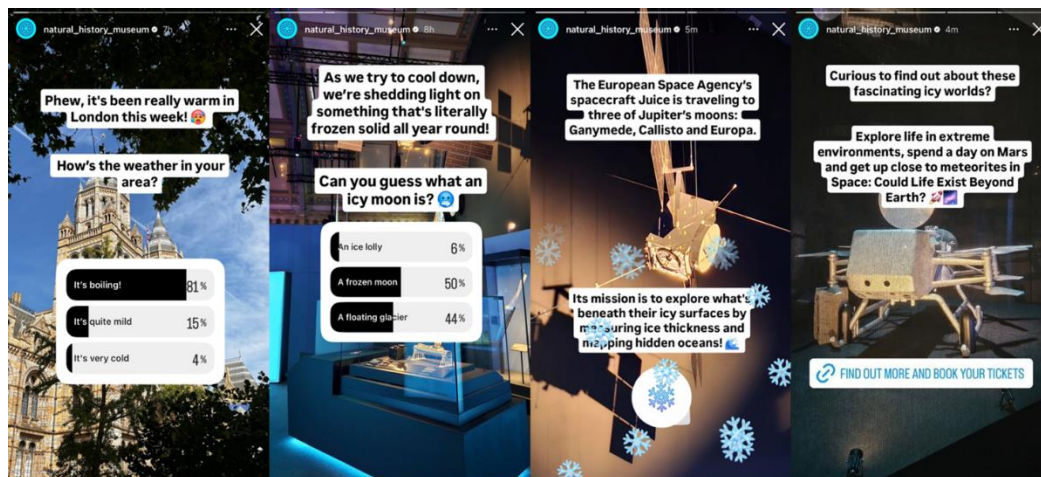 natural_history_museum
Phew, it's been really warm in
London this week! 🥵
How's the weather in your
area?
It's boiling!
81%
It's quite mild
15%
It's very cold
4%
natural_history_museum 8h
As we try to cool down,
we're shedding light on
something that's literally
frozen solid all year round!
Can you guess what an
icy moon is? 🥶
An ice lolly
6%
A frozen moon
50%
A floating glacier
44%
natural_history_museum 5m
The European Space Agency's
spacecraft Juice is traveling to
three of Jupiter's moons:
Ganymede, Callisto and Europa.
Its mission is to explore what's
beneath their icy surfaces by
measuring ice thickness and
mapping hidden oceans! 🌊
natural_history_museum 4m
Curious to find out about these
fascinating icy worlds?
Explore life in extreme
environments, spend a day on Mars
and get up close to meteorites in
Space: Could Life Exist Beyond
Earth? 🚀🌌
FIND OUT MORE AND BOOK YOUR TICKETS